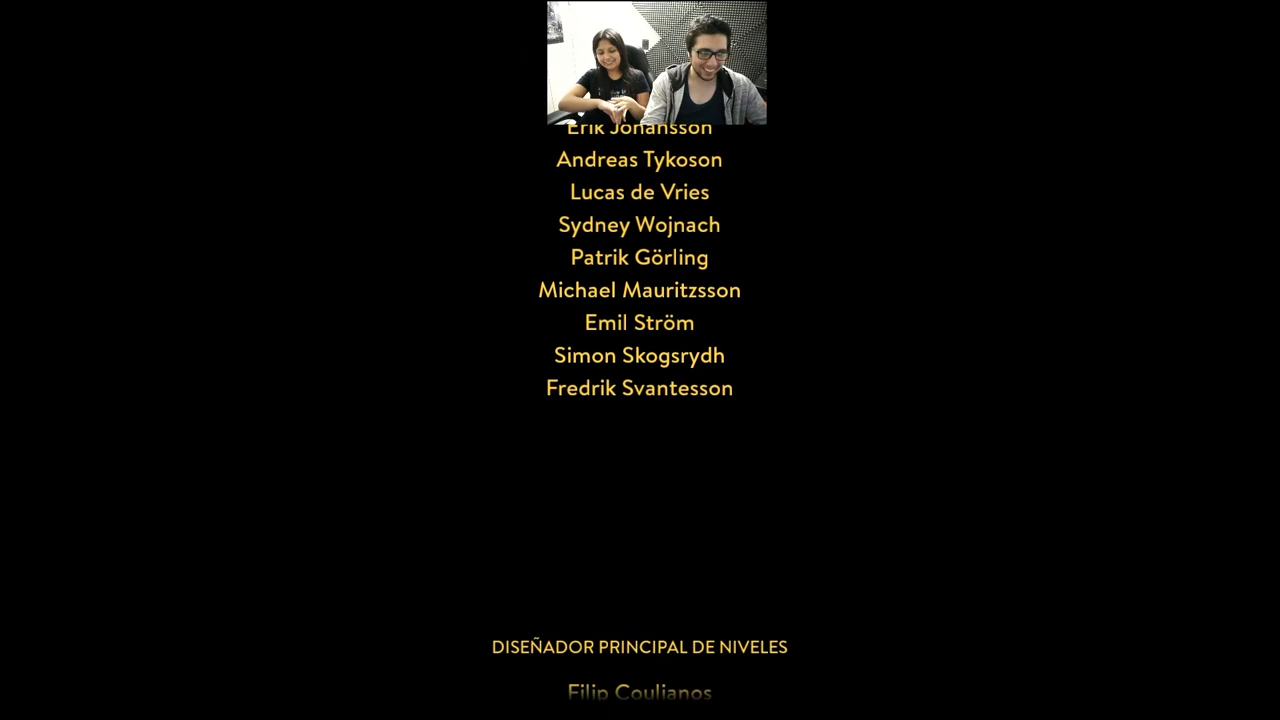 Erik Johansson
Andreas Tykoson
Lucas de Vries
Sydney Wojnach
Patrik Görling
Michael Mauritzsson
Emil Ström
Simon Skogsrydh
Fredrik Svantesson
DISEÑADOR PRINCIPAL DE NIVELES
Filip Coulianos